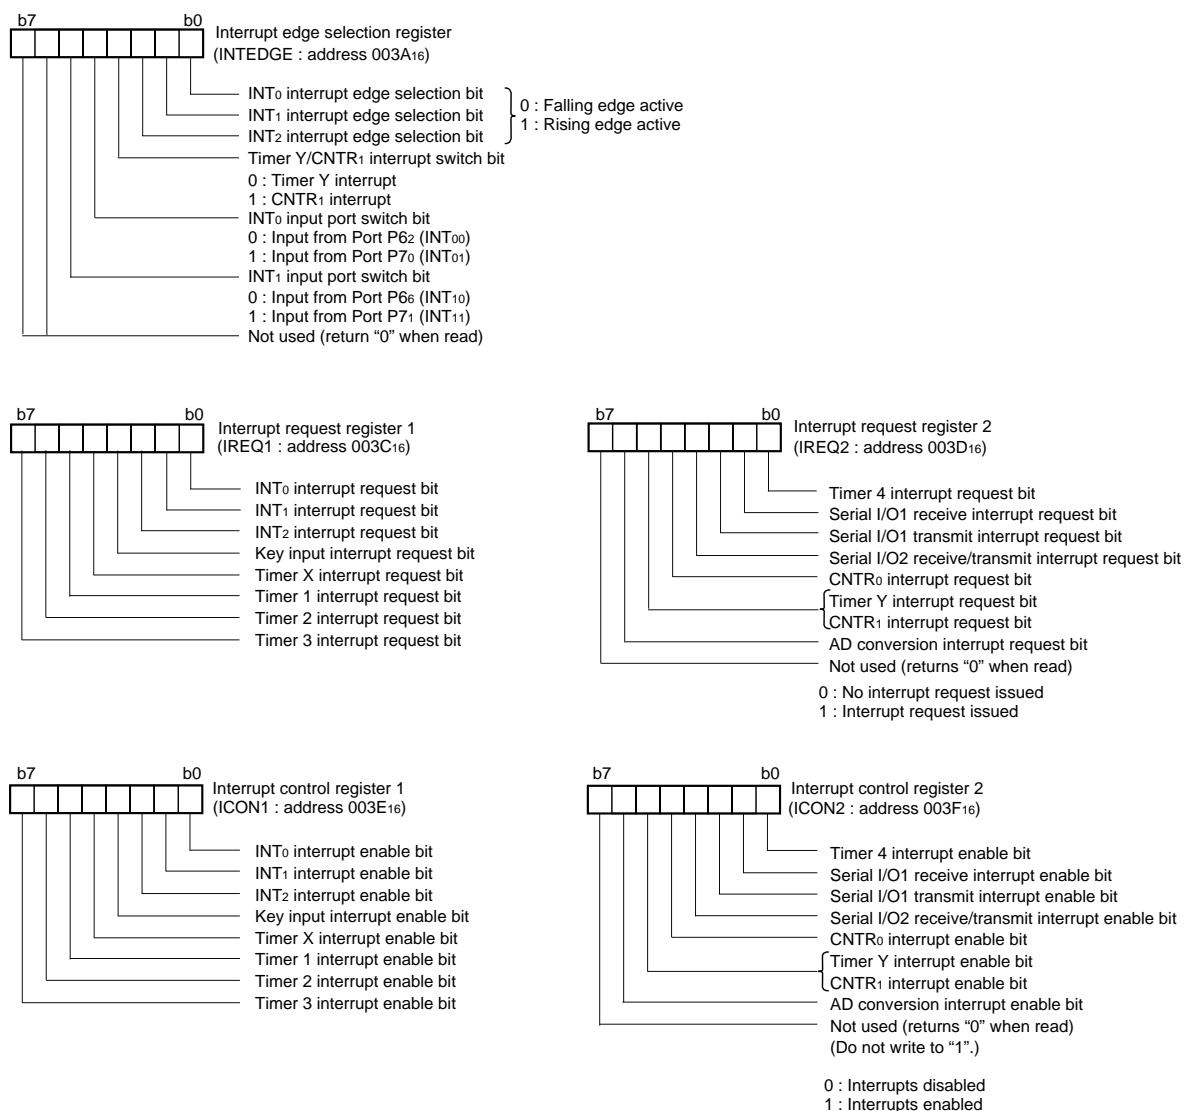 b7 b0
Interrupt edge selection register
(INTEDGE : address 003A16)
INT0 interrupt edge selection bit
INT1 interrupt edge selection bit
INT2 interrupt edge selection bit
0 : Falling edge active
1 : Rising edge active
Timer Y/CNTR1 interrupt switch bit
0 : Timer Y interrupt
1 : CNTR1 interrupt
INT0 input port switch bit
0 : Input from Port P62 (INT00)
1 : Input from Port P70 (INT01)
INT1 input port switch bit
0 : Input from Port P66 (INT10)
1 : Input from Port P71 (INT11)
Not used (return “0” when read)
b7 b0
Interrupt request register 1
(IREQ1 : address 003C16)
INT0 interrupt request bit
INT1 interrupt request bit
INT2 interrupt request bit
Key input interrupt request bit
Timer X interrupt request bit
Timer 1 interrupt request bit
Timer 2 interrupt request bit
Timer 3 interrupt request bit
b7 b0
Interrupt request register 2
(IREQ2 : address 003D16)
Timer 4 interrupt request bit
Serial I/O1 receive interrupt request bit
Serial I/O1 transmit interrupt request bit
Serial I/O2 receive/transmit interrupt request bit
CNTR0 interrupt request bit
Timer Y interrupt request bit
CNTR1 interrupt request bit
AD conversion interrupt request bit
Not used (returns “0” when read)
0 : No interrupt request issued
1 : Interrupt request issued
b7 b0
Interrupt control register 1
(ICON1 : address 003E16)
INT0 interrupt enable bit
INT1 interrupt enable bit
INT2 interrupt enable bit
Key input interrupt enable bit
Timer X interrupt enable bit
Timer 1 interrupt enable bit
Timer 2 interrupt enable bit
Timer 3 interrupt enable bit
b7 b0
Interrupt control register 2
(ICON2 : address 003F16)
Timer 4 interrupt enable bit
Serial I/O1 receive interrupt enable bit
Serial I/O1 transmit interrupt enable bit
Serial I/O2 receive/transmit interrupt enable bit
CNTR0 interrupt enable bit
Timer Y interrupt enable bit
CNTR1 interrupt enable bit
AD conversion interrupt enable bit
Not used (returns “0” when read)
(Do not write to “1”.)
0 : Interrupts disabled
1 : Interrupts enabled